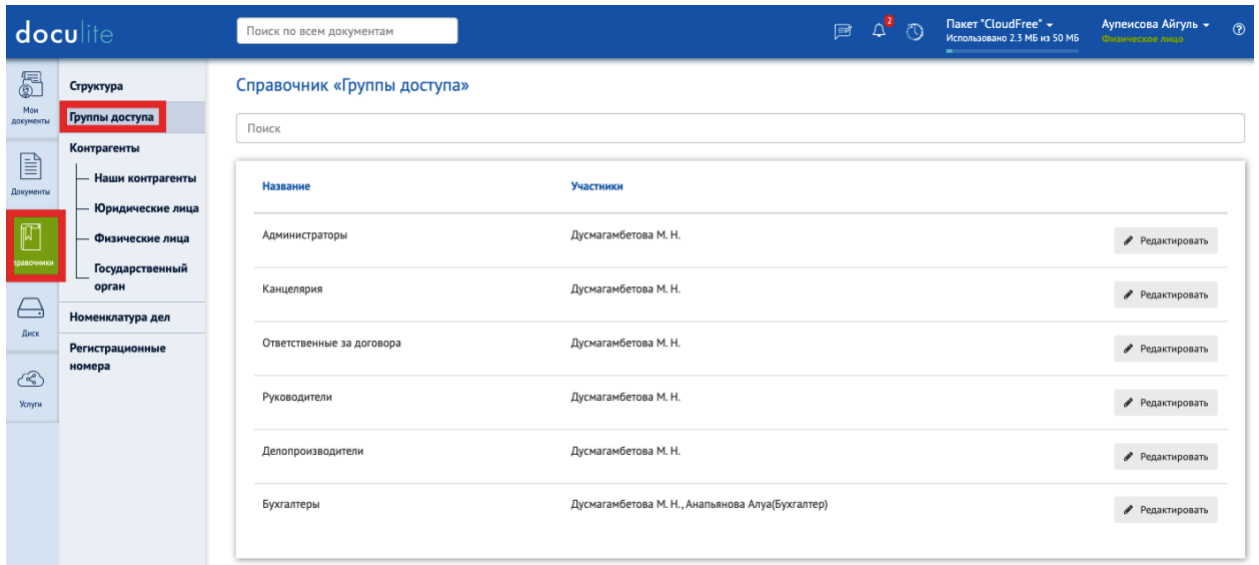 doculite
Поиск по всем документам
2
Пакет "CloudFree"
Использовано 2.3 МБ из 50 МБ
Аупеисова Айгуль
Физическое лицо
?
Мои
документы
Документы
правочники
Диск
Услуги
Структура
Группы доступа
Контрагенты
Наши контрагенты
Юридические лица
Физические лица
Государственный
орган
Номенклатура дел
Регистрационные
номера
Справочник «Группы доступа»
Поиск
Название Участники
Администраторы Дусмагамбетова М. Н. Редактировать
Канцелярия Дусмагамбетова М. Н. Редактировать
Ответственные за договора Дусмагамбетова М. Н. Редактировать
Руководители Дусмагамбетова М. Н. Редактировать
Делопроизводители Дусмагамбетова М. Н. Редактировать
Бухгалтеры Дусмагамбетова М. Н., Анапьянова Алуа(Бухгалтер) Редактировать